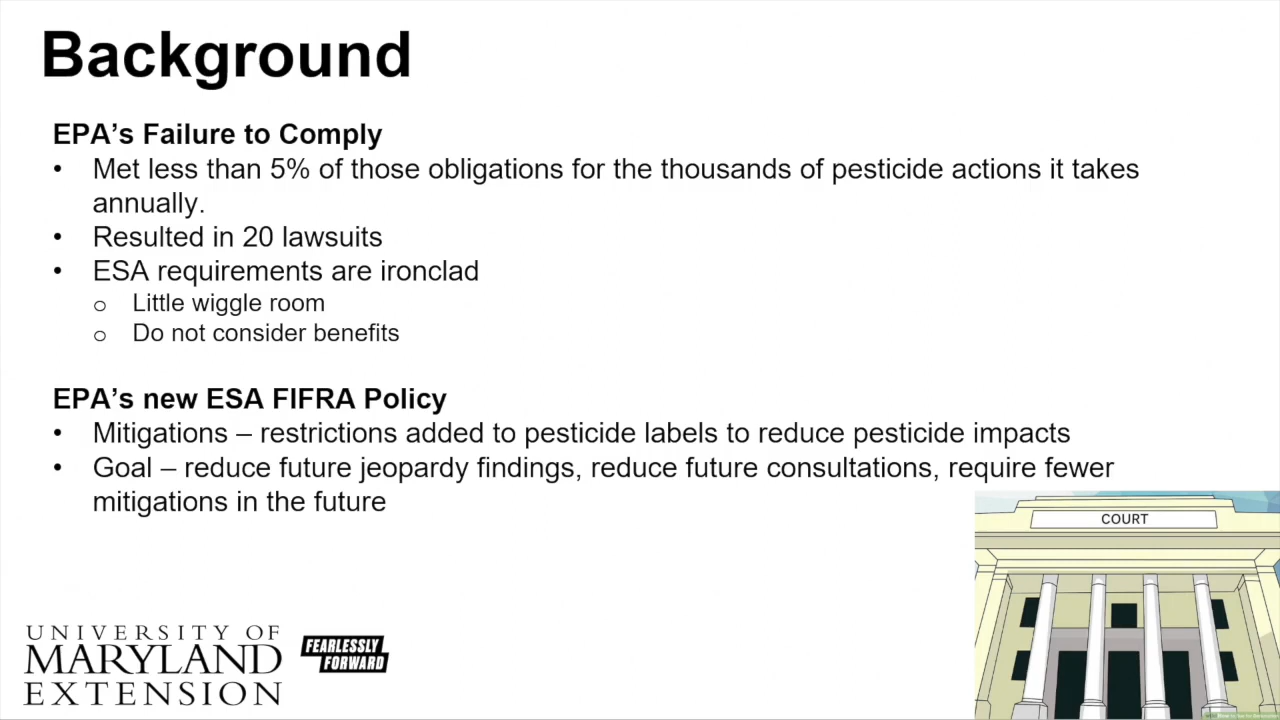 Background
EPA’s Failure to Comply
• Met less than 5% of those obligations for the thousands of pesticide actions it takes
annually.
• Resulted in 20 lawsuits
• ESA requirements are ironclad
o Little wiggle room
o Do not consider benefits
EPA’s new ESA FIFRA Policy
• Mitigations – restrictions added to pesticide labels to reduce pesticide impacts
• Goal – reduce future jeopardy findings, reduce future consultations, require fewer
mitigations in the future
COURT
UNIVERSITY OF
MARYLAND
EXTENSION
FEARLESSLY
FORWARD